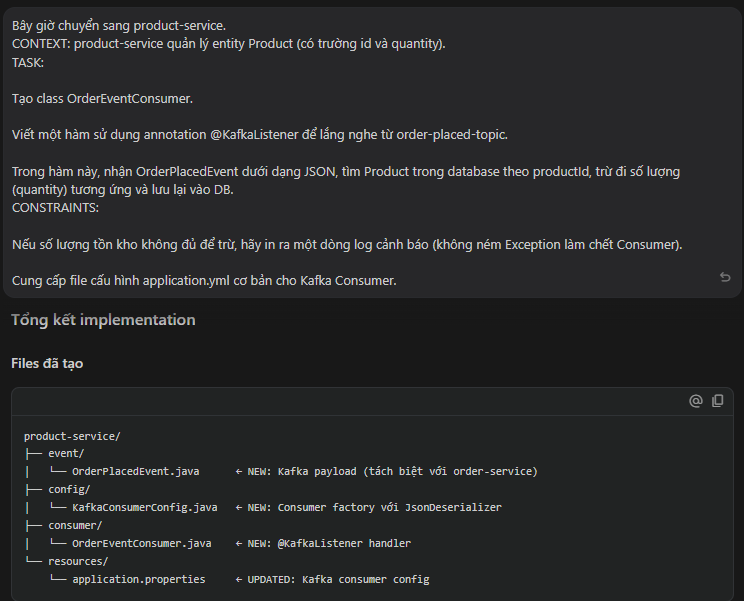 Bây giờ chuyển sang product-service.
CONTEXT: product-service quản lý entity Product (có trường id và quantity).
TASK:
Tạo class OrderEventConsumer.
Viết một hàm sử dụng annotation @KafkaListener để lắng nghe từ order-placed-topic.
Trong hàm này, nhận OrderPlacedEvent dưới dạng JSON, tìm Product trong database theo productId, trừ đi số lượng
(quantity) tương ứng và lưu lại vào DB.
CONSTRAINTS:
Nếu số lượng tồn kho không đủ để trừ, hãy in ra một dòng log cảnh báo (không ném Exception làm chết Consumer).
Cung cấp file cấu hình application.yml cơ bản cho Kafka Consumer.
Tổng kết implementation
Files đã tạo
product-service/
├── event/
│   └── OrderPlacedEvent.java      ← NEW: Kafka payload (tách biệt với order-service)
├── config/
│   └── KafkaConsumerConfig.java   ← NEW: Consumer factory với JsonDeserializer
├── consumer/
│   └── OrderEventConsumer.java    ← NEW: @KafkaListener handler
└── resources/
    └── application.properties     ← UPDATED: Kafka consumer config